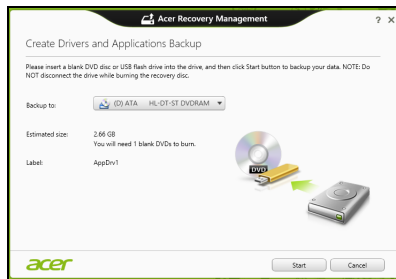 Acer Recovery Management
? X
Create Drivers and Applications Backup
Please insert a blank DVD disc or USB flash drive into the drive, and then click Start button to backup your data. NOTE: Do
NOT disconnect the drive while burning the recovery disc.
Backup to: (D) ATA HL-DT-ST DVDRAM
Estimated size: 2.66 GB
You will need 1 blank DVDs to burn.
Label: AppDrv1
DVD
acer
Start Cancel